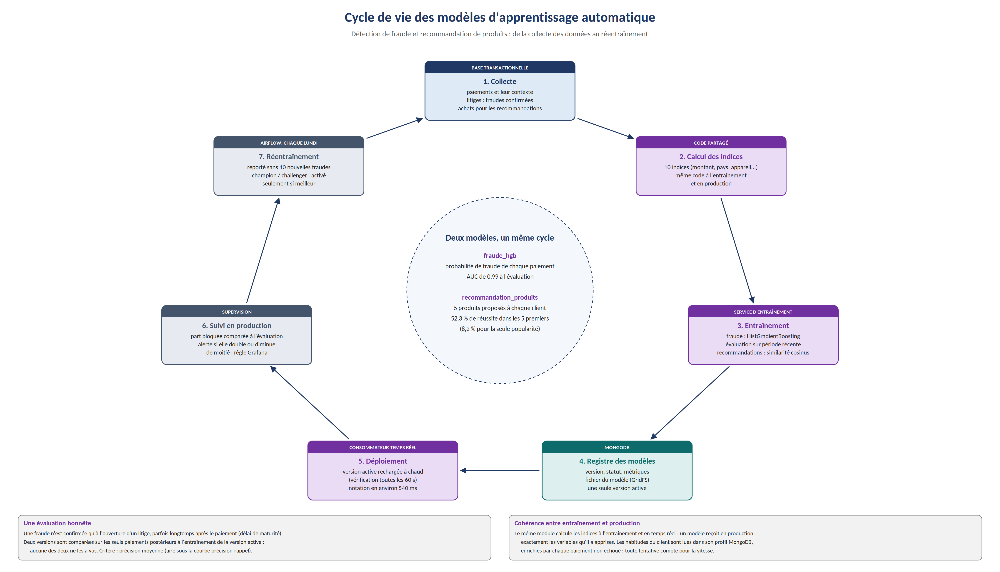 Cycle de vie des modèles d'apprentissage automatique
Détection de fraude et recommandation de produits : de la collecte des données au réentraînement
BASE TRANSACTIONNELLE
1. Collecte
paiements et leur contexte
litiges : fraudes confirmées
achats pour les recommandations
CODE PARTAGÉ
2. Calcul des indices
10 indices (montant, pays, appareil...)
même code à l'entraînement
et en production
SERVICE D'ENTRAÎNEMENT
3. Entraînement
fraude : HistGradientBoosting
évaluation sur période récente
recommandations : similarité cosinus
MONGODB
4. Registre des modèles
version, statut, métriques
fichier du modèle (GridFS)
une seule version active
CONSOMMATEUR TEMPS RÉEL
5. Déploiement
version active rechargée à chaud
(vérification toutes les 60 s)
notation en environ 540 ms
SUPERVISION
6. Suivi en production
part bloquée comparée à l'évaluation
alerte si elle double ou diminue
de moitié ; règle Grafana
AIRFLOW, CHAQUE LUNDI
7. Réentraînement
reporté sans 10 nouvelles fraudes
champion / challenger : activé
seulement si meilleur
Deux modèles, un même cycle
fraude_hgb
probabilité de fraude de chaque paiement
AUC de 0,99 à l'évaluation
recommandation_produits
5 produits proposés à chaque client
52,3 % de réussite dans les 5 premiers
(8,2 % pour la seule popularité)
Une évaluation honnête
Une fraude n'est confirmée qu'à l'ouverture d'un litige, parfois longtemps après le paiement (délai de maturité).
Deux versions sont comparées sur les seuls paiements postérieurs à l'entraînement de la version active :
aucune des deux ne les a vus. Critère : précision moyenne (aire sous la courbe précision-rappel).
Cohérence entre entraînement et production
Le même module calcule les indices à l'entraînement et en temps réel : un modèle reçoit en production
exactement les variables qu'il a apprises. Les habitudes du client sont lues dans son profil MongoDB,
enrichies par chaque paiement non échoué ; toute tentative compte pour la vitesse.